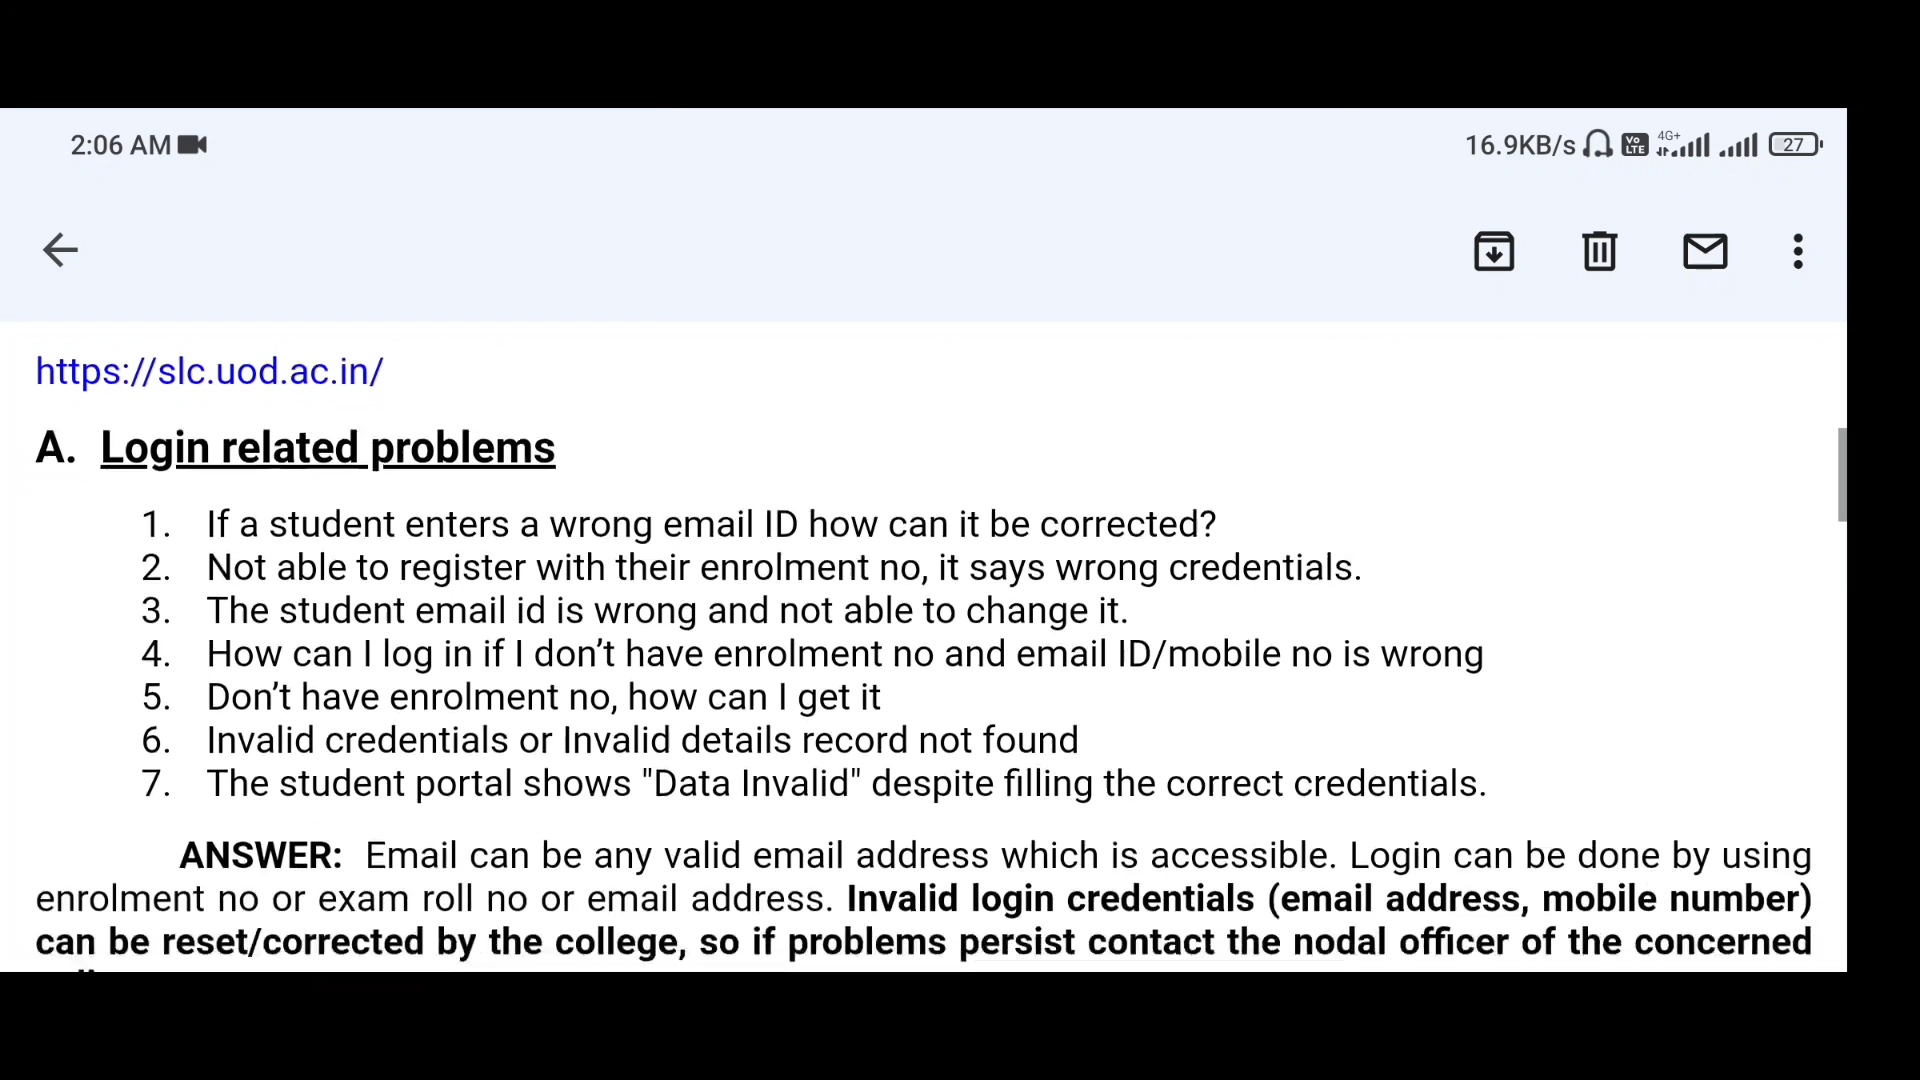 2:06 AM 16.9KB/s Vo LTE 4G+ 27
https://slc.uod.ac.in/
A. Login related problems
1. If a student enters a wrong email ID how can it be corrected?
2. Not able to register with their enrolment no, it says wrong credentials.
3. The student email id is wrong and not able to change it.
4. How can I log in if I don’t have enrolment no and email ID/mobile no is wrong
5. Don’t have enrolment no, how can I get it
6. Invalid credentials or Invalid details record not found
7. The student portal shows "Data Invalid" despite filling the correct credentials.
ANSWER: Email can be any valid email address which is accessible. Login can be done by using
enrolment no or exam roll no or email address. Invalid login credentials (email address, mobile number)
can be reset/corrected by the college, so if problems persist contact the nodal officer of the concerned